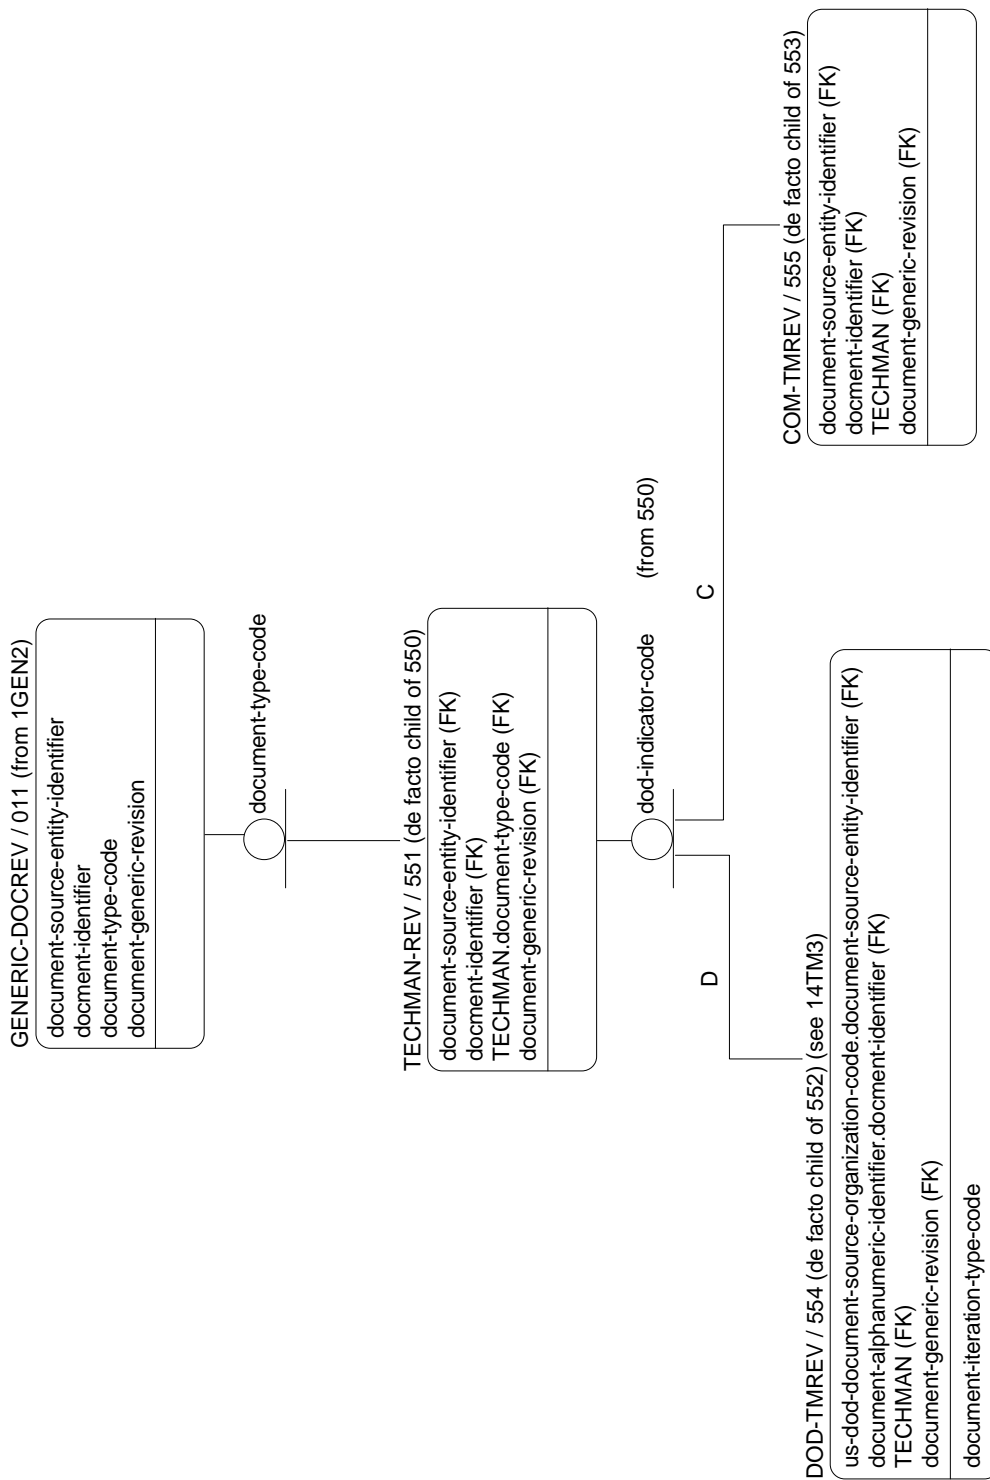 GENERIC-DOCREV / 011 (from 1GEN2)
document-source-entity-identifier
docment-identifier
document-type-code
document-generic-revision
document-type-code
TECHMAN-REV / 551 (de facto child of 550)
document-source-entity-identifier (FK)
docment-identifier (FK)
TECHMAN.document-type-code (FK)
document-generic-revision (FK)
dod-indicator-code (from 550)
D
C
DOD-TMREV / 554 (de facto child of 552) (see 14TM3)
us-dod-document-source-organization-code.document-source-entity-identifier (FK)
document-alphanumeric-identifier.docment-identifier (FK)
TECHMAN (FK)
document-generic-revision (FK)
document-iteration-type-code
COM-TMREV / 555 (de facto child of 553)
document-source-entity-identifier (FK)
docment-identifier (FK)
TECHMAN (FK)
document-generic-revision (FK)